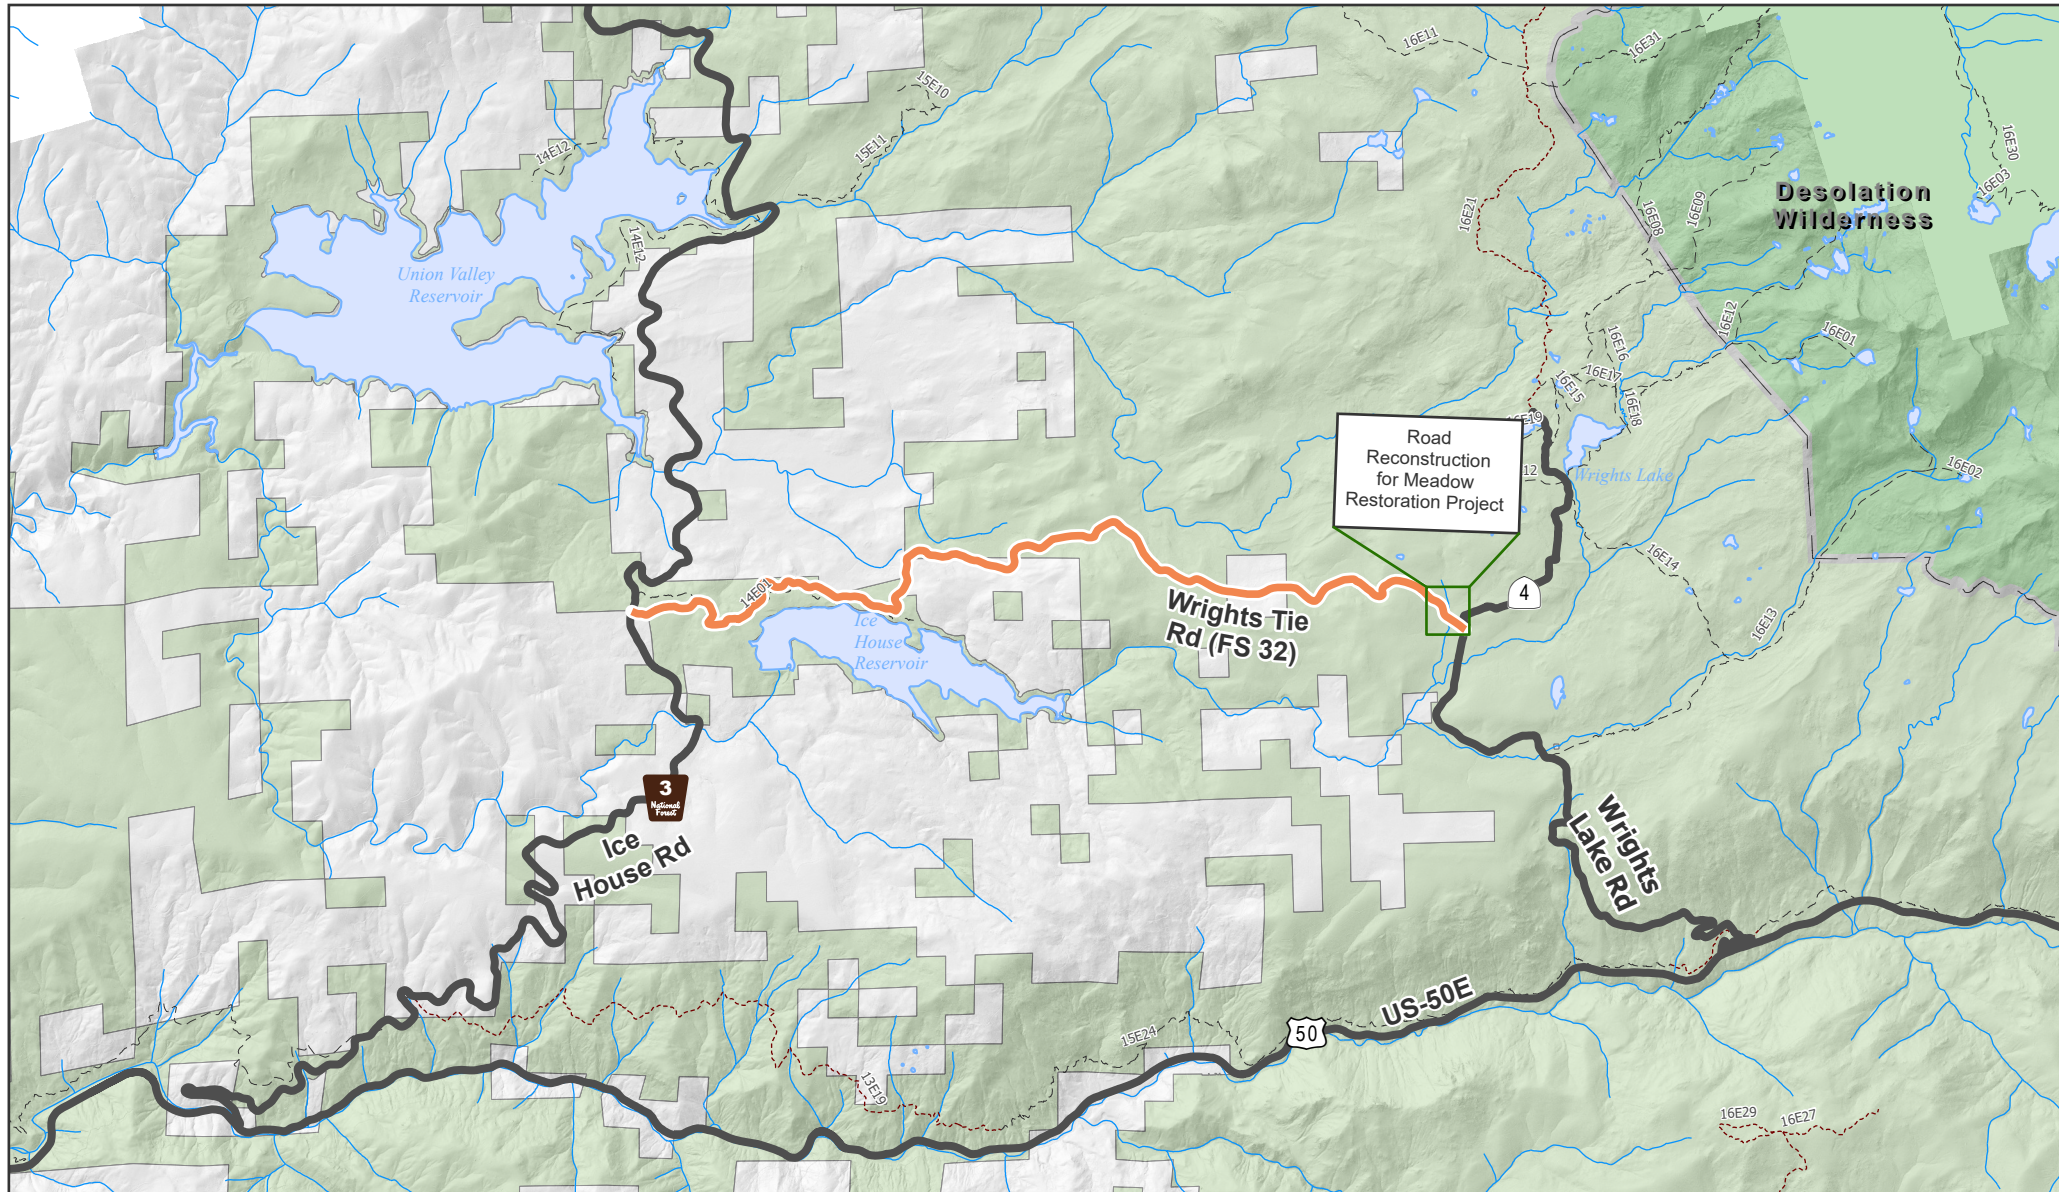 16E11
16E31
15E10
16E30
15E11
14E12
16E03
Desolation
Wilderness
16E21
16E08
16E09
14E12
Union Valley
Reservoir
16E12
16E01
16E16
16E17
16E15
16E18
16E19
Road
Reconstruction
for Meadow
Restoration Project
12
Wrights Lake
16E02
16E14
14E01
4
Wrights Tie
Rd (FS 32)
Ice
House
Reservoir
16E13
3
National
Forest
Ice
House Rd
Wrights
Lake Rd
US-50E
50
15E24
13E19
16E29
16E27